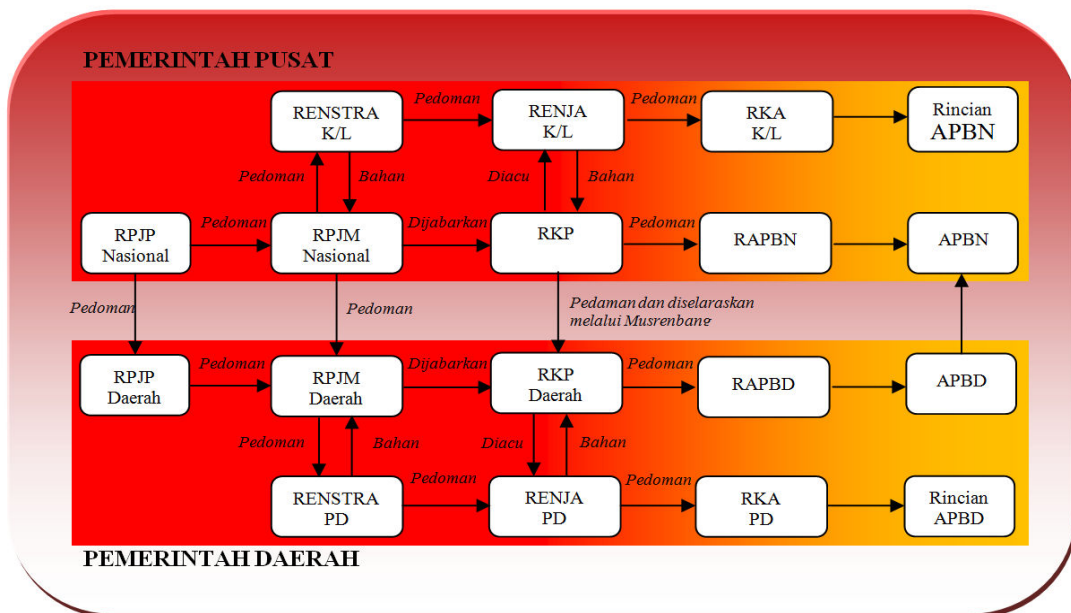 PEMERINTAH PUSAT
RENSTRA
K/L
Pedoman
RENJA
K/L
Pedoman
RKA
K/L
Rincian
APBN
Pedoman
Bahan
Diacu
Bahan
RPJP
Nasional
Pedoman
RPJM
Nasional
Dijabarkan
RKP
Pedoman
RAPBN
APBN
Pedoman
Pedoman
Pedaman dan diselaraskan
melalui Musrenbang
RPJP
Daerah
Pedoman
RPJM
Daerah
Dijabarkan
RKP
Daerah
Pedoman
RAPBD
APBD
Pedoman
Bahan
Diacu
Bahan
RENSTRA
PD
Pedoman
RENJA
PD
Pedoman
RKA
PD
Rincian
APBD
PEMERINTAH DAERAH